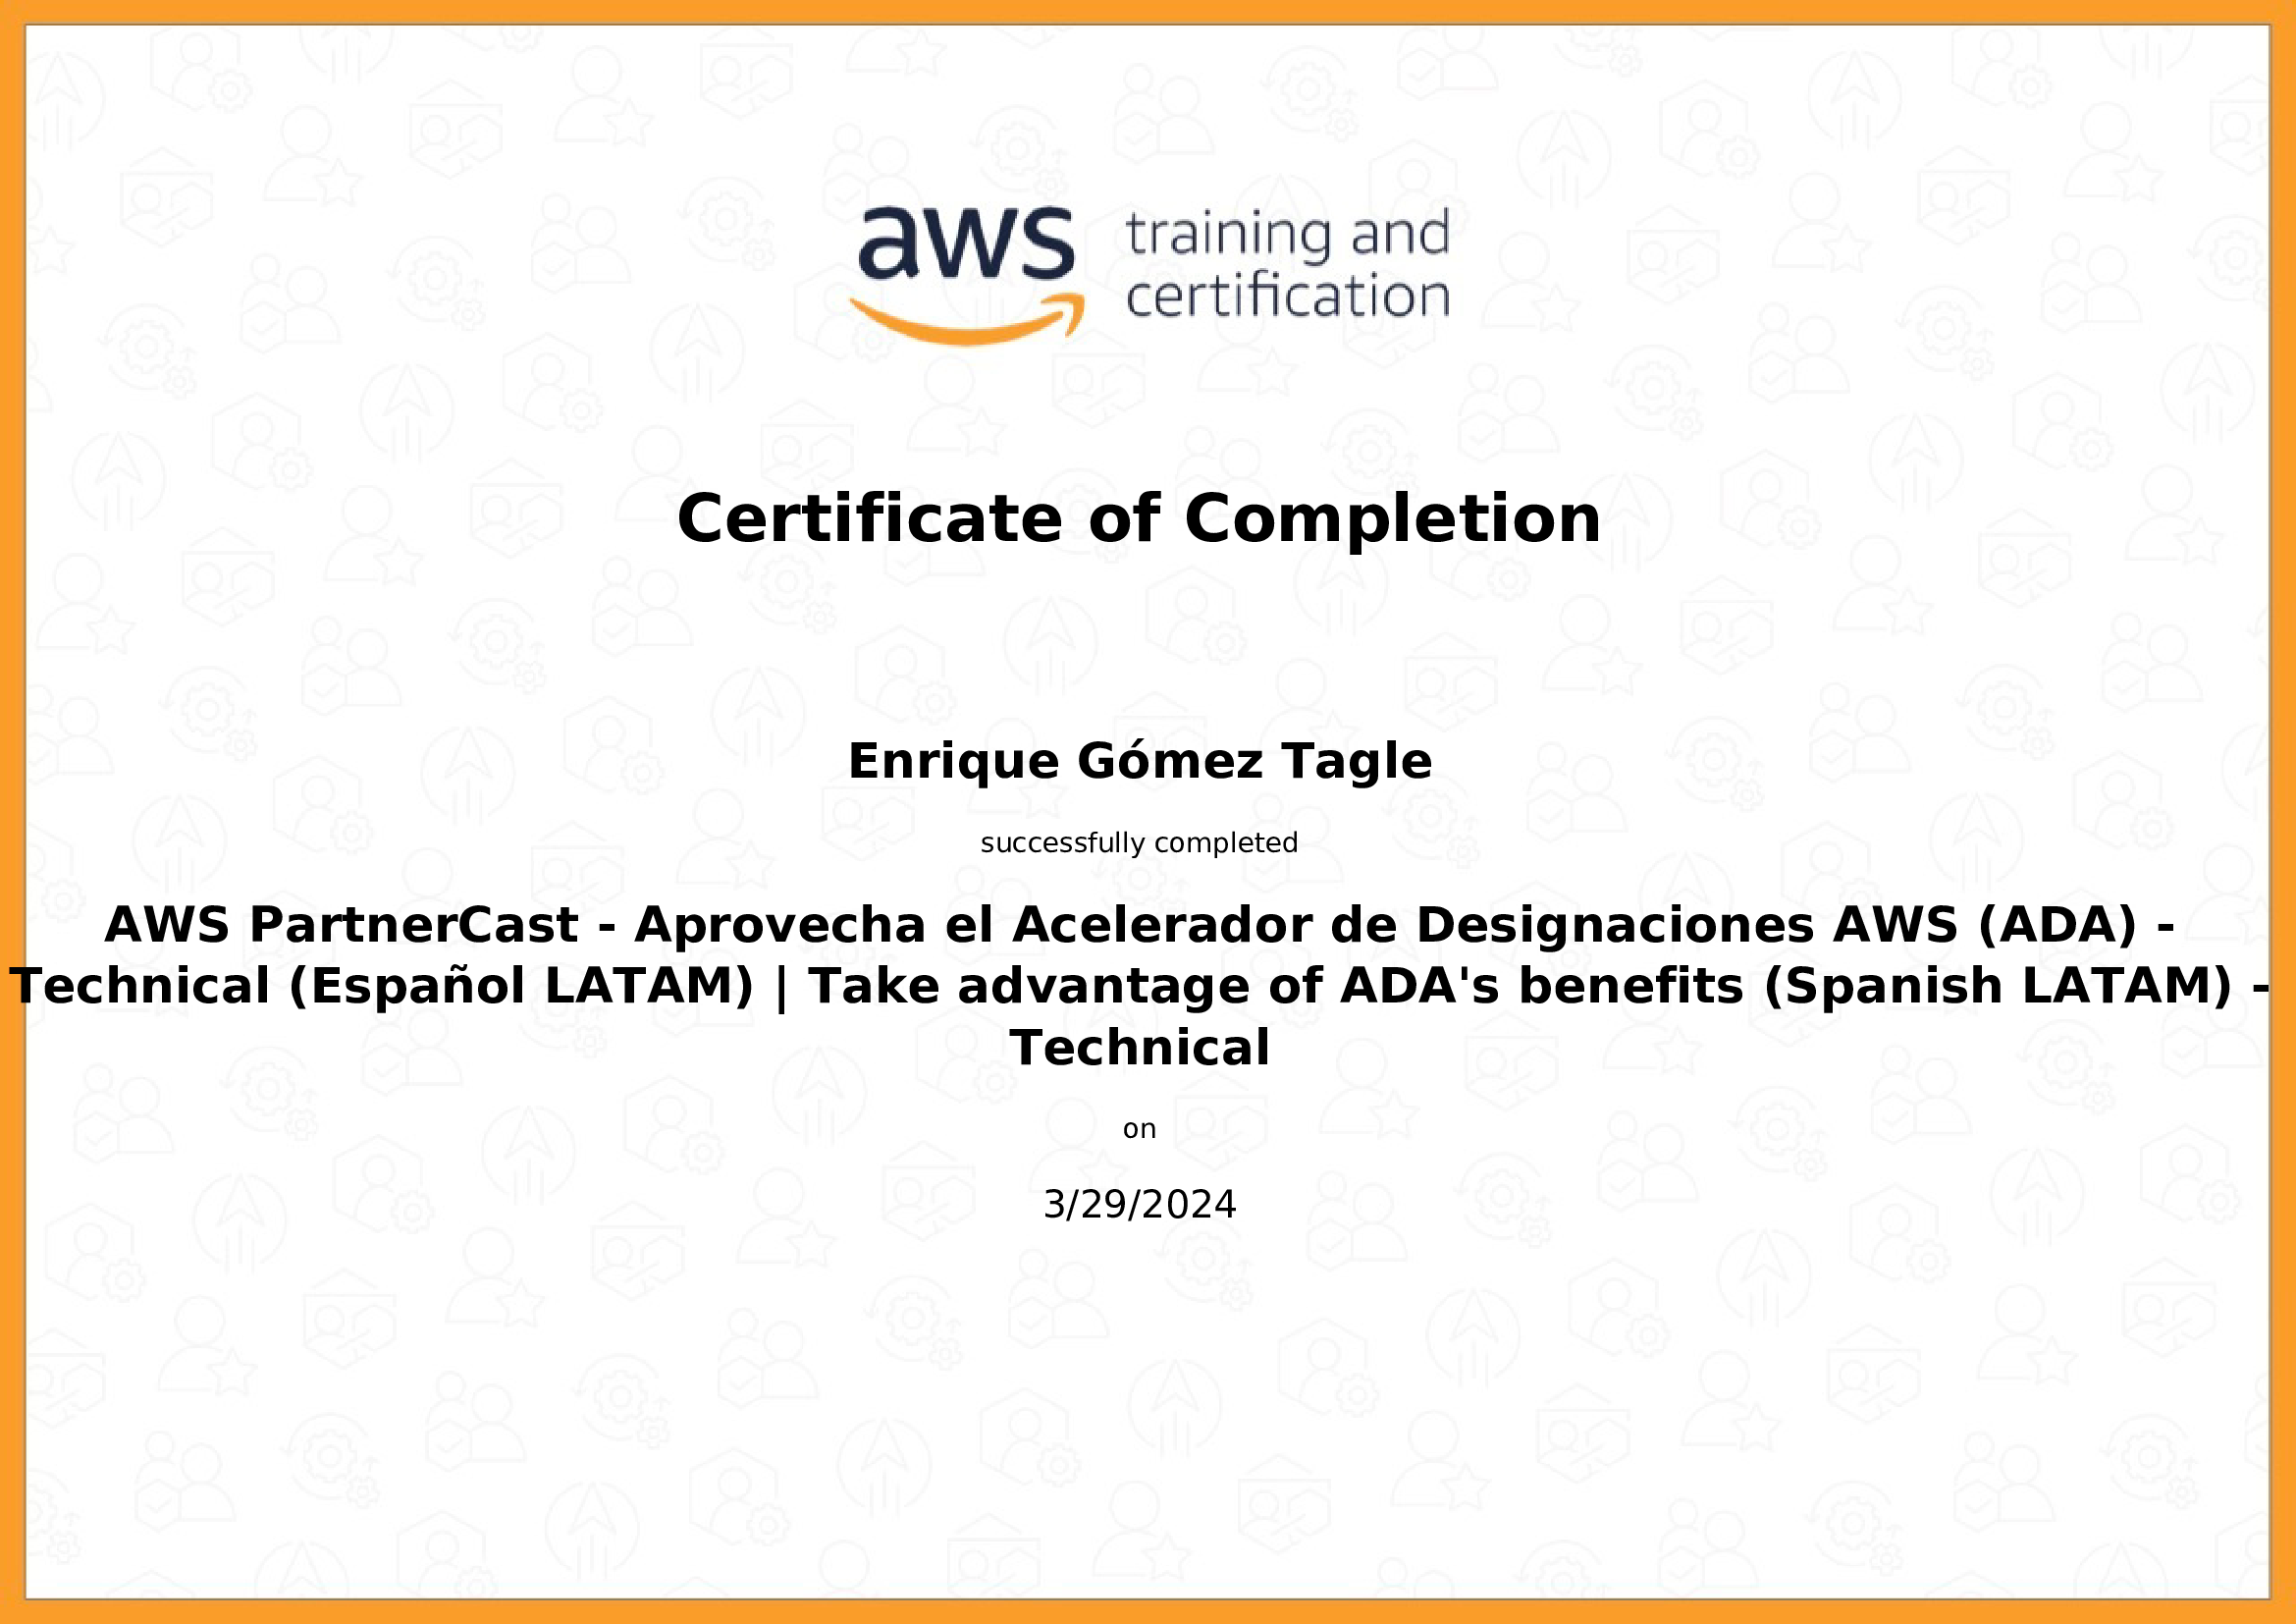 aws
training and
certification
Certificate of Completion
Enrique Gómez Tagle
successfully completed
AWS PartnerCast - Aprovecha el Acelerador de Designaciones AWS (ADA) -
Technical (Español LATAM) | Take advantage of ADA's benefits (Spanish LATAM) -
Technical
on
3/29/2024